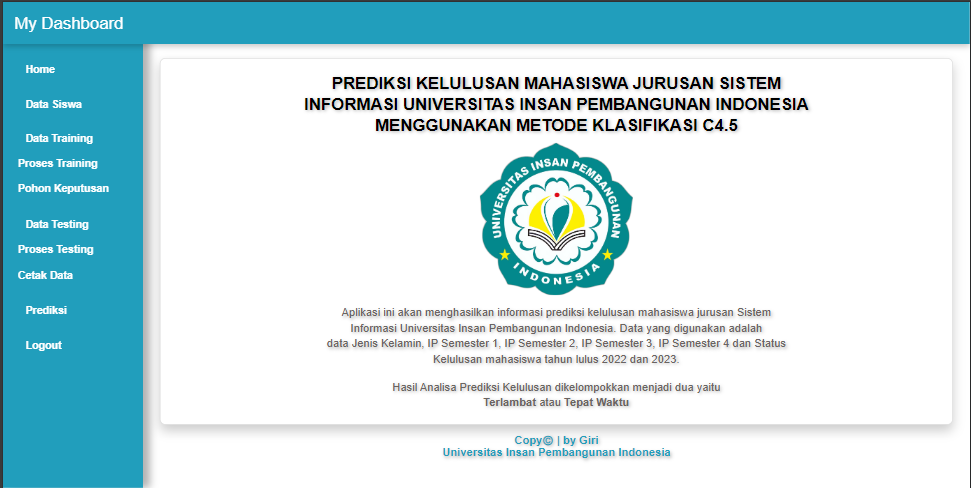 My Dashboard
Home
Data Siswa
Data Training
Proses Training
Pohon Keputusan
Data Testing
Proses Testing
Cetak Data
Prediksi
Logout
PREDIKSI KELULUSAN MAHASISWA JURUSAN SISTEM
INFORMASI UNIVERSITAS INSAN PEMBANGUNAN INDONESIA
MENGGUNAKAN METODE KLASIFIKASI C4.5
UNIVERSITAS INSAN PEMBANGUNAN
INDONESIA
Aplikasi ini akan menghasilkan informasi prediksi kelulusan mahasiswa jurusan Sistem
Informasi Universitas Insan Pembangunan Indonesia. Data yang digunakan adalah
data Jenis Kelamin, IP Semester 1, IP Semester 2, IP Semester 3, IP Semester 4 dan Status
Kelulusan mahasiswa tahun lulus 2022 dan 2023.
Hasil Analisa Prediksi Kelulusan dikelompokkan menjadi dua yaitu
Terlambat atau Tepat Waktu
Copy© | by Giri
Universitas Insan Pembangunan Indonesia